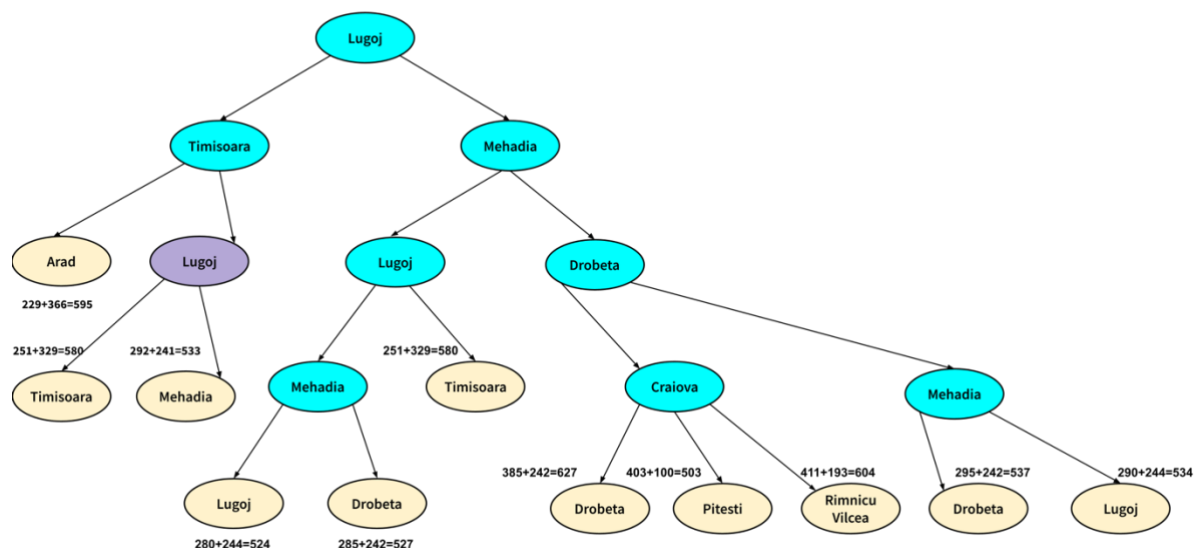 Lugoj
Timisoara
Mehadia
Arad
Lugoj
Lugoj
Drobeta
229+366=595
251+329=580
292+241=533
251+329=580
Timisoara
Mehadia
Mehadia
Timisoara
Craiova
Mehadia
385+242=627
403+100=503
411+193=604
295+242=537
290+244=534
Lugoj
Drobeta
Drobeta
Pitesti
Rimnicu
Vilcea
Drobeta
Lugoj
280+244=524
285+242=527